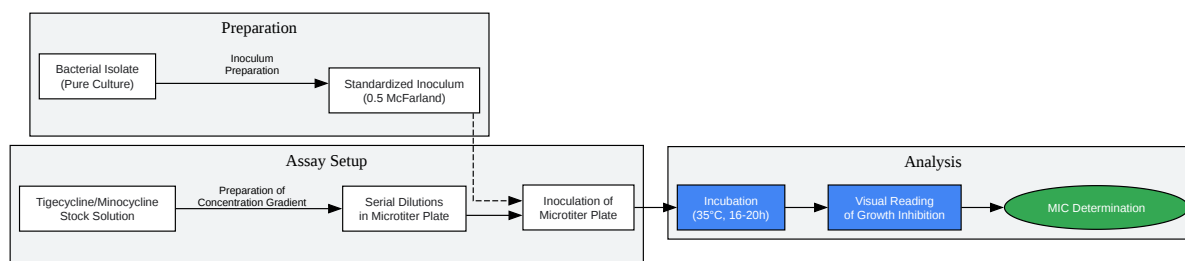 Preparation
Bacterial Isolate
(Pure Culture)
Inoculum
Preparation
Standardized Inoculum
(0.5 McFarland)
Assay Setup
Tigecycline/Minocycline
Stock Solution
Preparation of
Concentration Gradient
Serial Dilutions
in Microtiter Plate
Inoculation of
Microtiter Plate
Analysis
Incubation
(35°C, 16-20h)
Visual Reading
of Growth Inhibition
MIC Determination